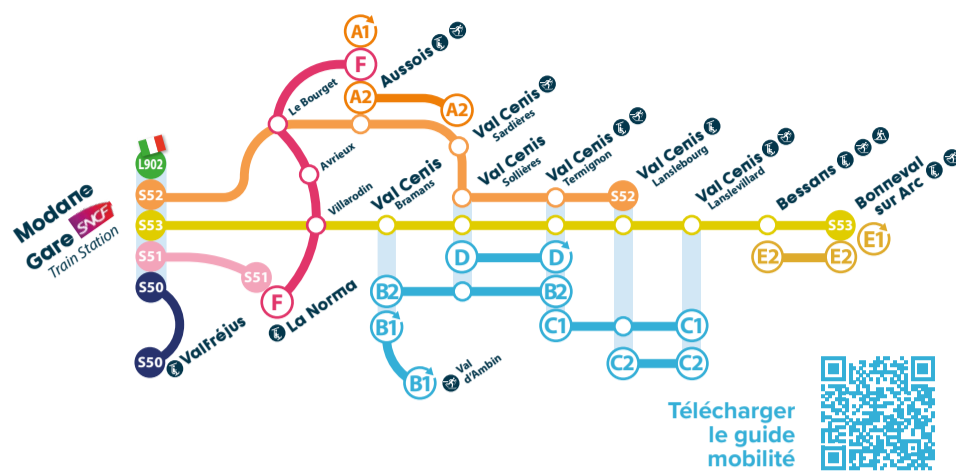 A1
F
Aussois
A2
A2
Le Bourget
Val Cenis
Sardières
L902
Avrieux
Val Cenis
Sollières
Val Cenis
Termignon
Val Cenis
Lanslebourg
S52
S52
Villarodin
Val Cenis
Bramans
Val Cenis
Lanslevillard
Bessans
Bonneval
sur Arc
Modane
Gare SNCF
Train Station
S53
S53
E1
S51
S51
D
D
E2
E2
S50
F
La Norma
B2
B2
B1
C1
C1
S50
Valfréjus
B1
Val
d'Ambin
C2
C2
Télécharger
le guide
mobilité